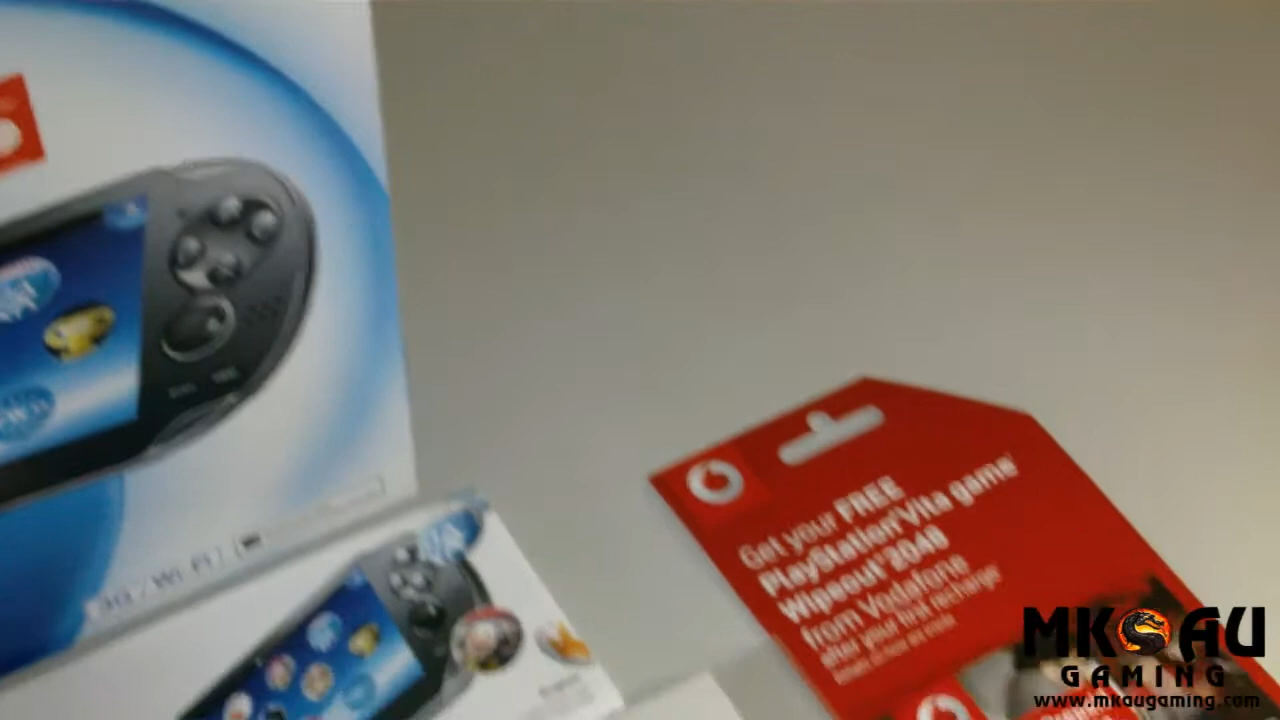 3G / Wi-Fi
Get your FREE
PlayStation®Vita game
Wipeout® 2048
from Vodafone
after your first recharge
MK AU
GAMING
www.mkaugaming.com